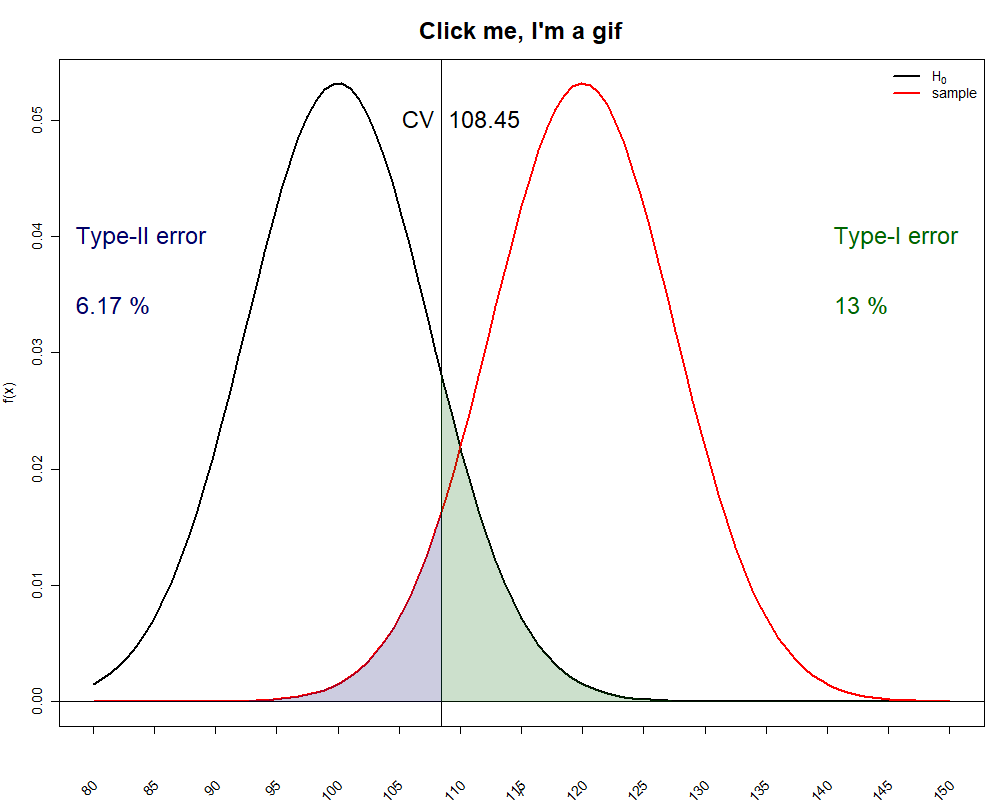 Click me, I'm a gif
H0
sample
CV 108.45
Type-II error
6.17 %
Type-I error
13 %
f(x)
0.05
0.04
0.03
0.02
0.01
0.00
80 85 90 95 100 105 110 115 120 125 130 135 140 145 150